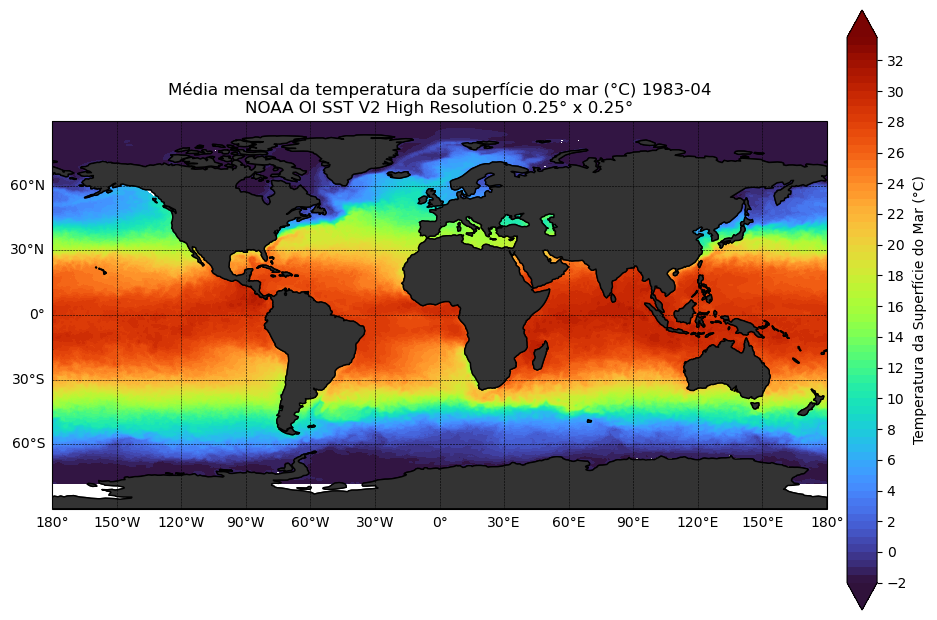 Média mensal da temperatura da superfície do mar (°C) 1983-04
NOAA OI SST V2 High Resolution 0.25° x 0.25°
60°N
30°N
0°
30°S
60°S
180° 150°W 120°W 90°W 60°W 30°W 0° 30°E 60°E 90°E 120°E 150°E 180°
32
30
28
26
24
22
20
18
16
14
12
10
8
6
4
2
0
−2
Temperatura da Superfície do Mar (°C)